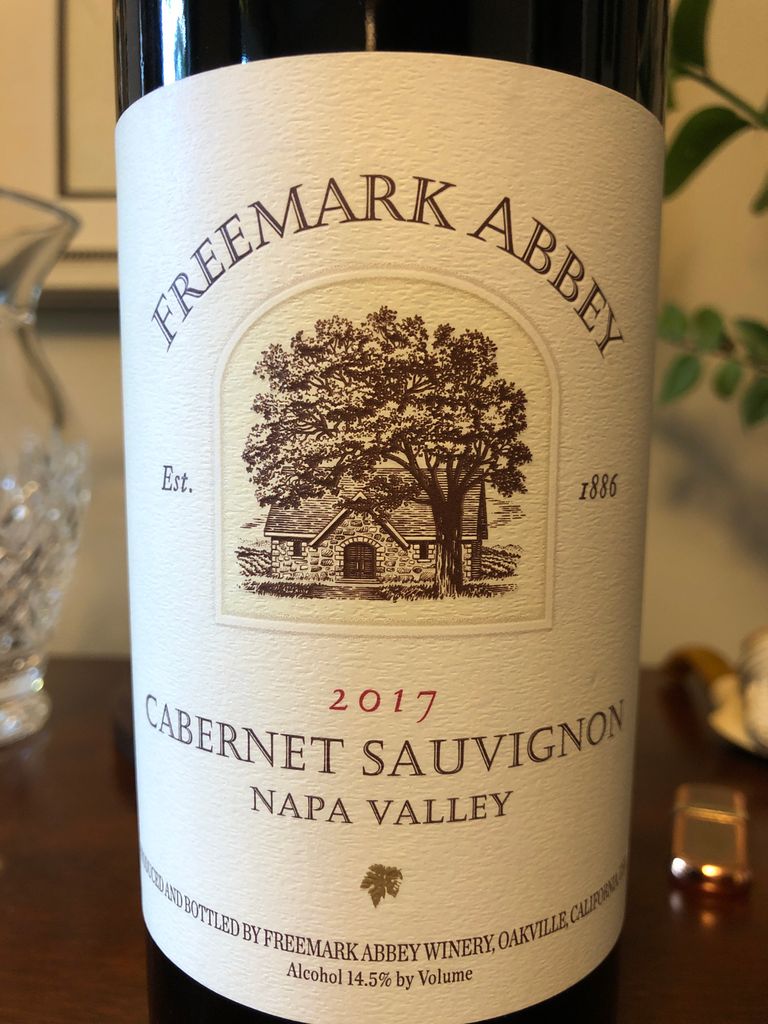 FREEMARK ABBEY
Est. 1886
2017
CABERNET SAUVIGNON
NAPA VALLEY
AND BOTTLED BY FREEMARK ABBEY WINERY, OAKVILLE, CALIFORNIA,
Alcohol 14.5% by Volume